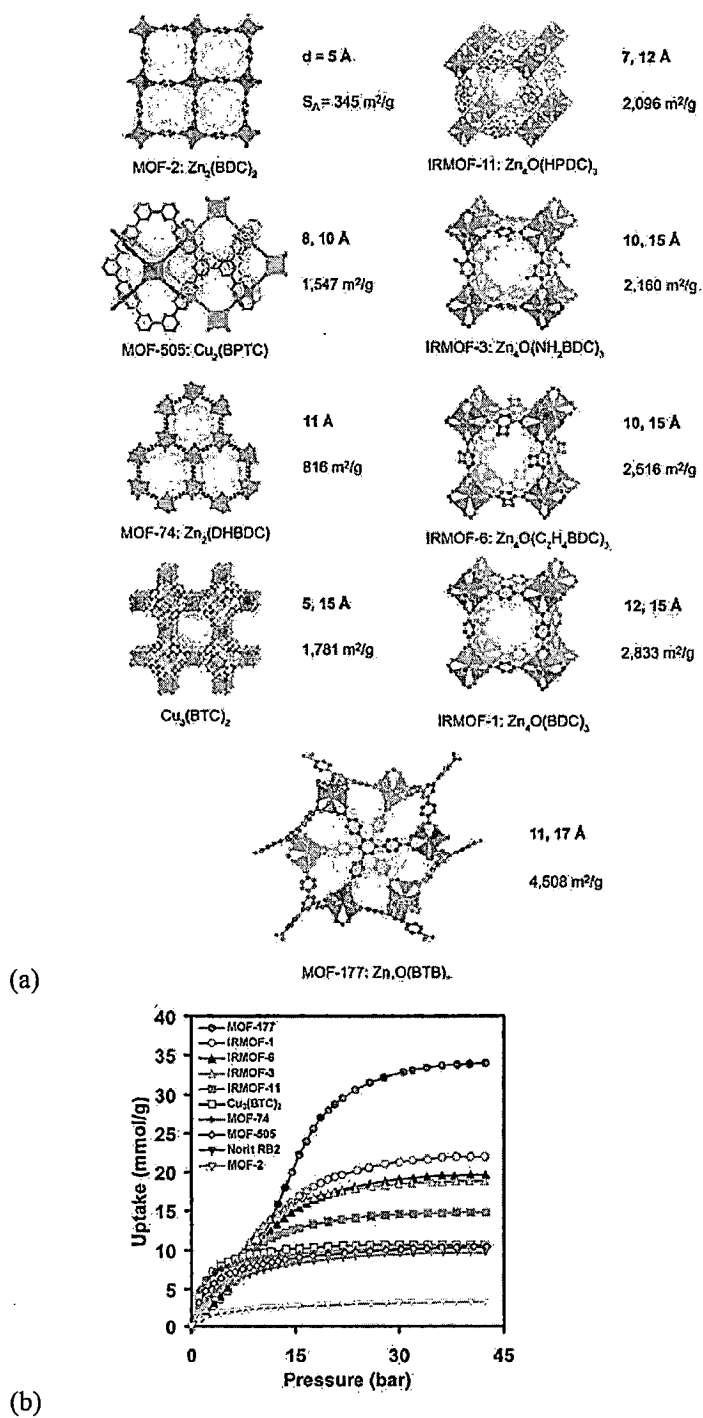 d = 5 Å
S_A = 345 m²/g
MOF-2: Zn₂(BDC)₂
7, 12 Å
2,096 m²/g
IRMOF-11: Zn₄O(HPDC)₃
8, 10 Å
1,547 m²/g
MOF-505: Cu₂(BPTC)
10, 15 Å
2,160 m²/g
IRMOF-3: Zn₄O(NH₂BDC)₃
11 Å
816 m²/g
MOF-74: Zn₂(DHBDC)
10, 15 Å
2,516 m²/g
IRMOF-6: Zn₄O(C₂H₄BDC)₃
5, 15 Å
1,781 m²/g
Cu₃(BTC)₂
12, 15 Å
2,833 m²/g
IRMOF-1: Zn₄O(BDC)₃
11, 17 Å
4,508 m²/g
MOF-177: Zn₄O(BTB)₂
(a)
40
35
30
25
20
15
10
5
0
Uptake (mmol/g)
MOF-177
IRMOF-1
IRMOF-6
IRMOF-3
IRMOF-11
Cu₃(BTC)₂
MOF-74
MOF-505
Norit RB2
MOF-2
0 15 30 45
Pressure (bar)
(b)